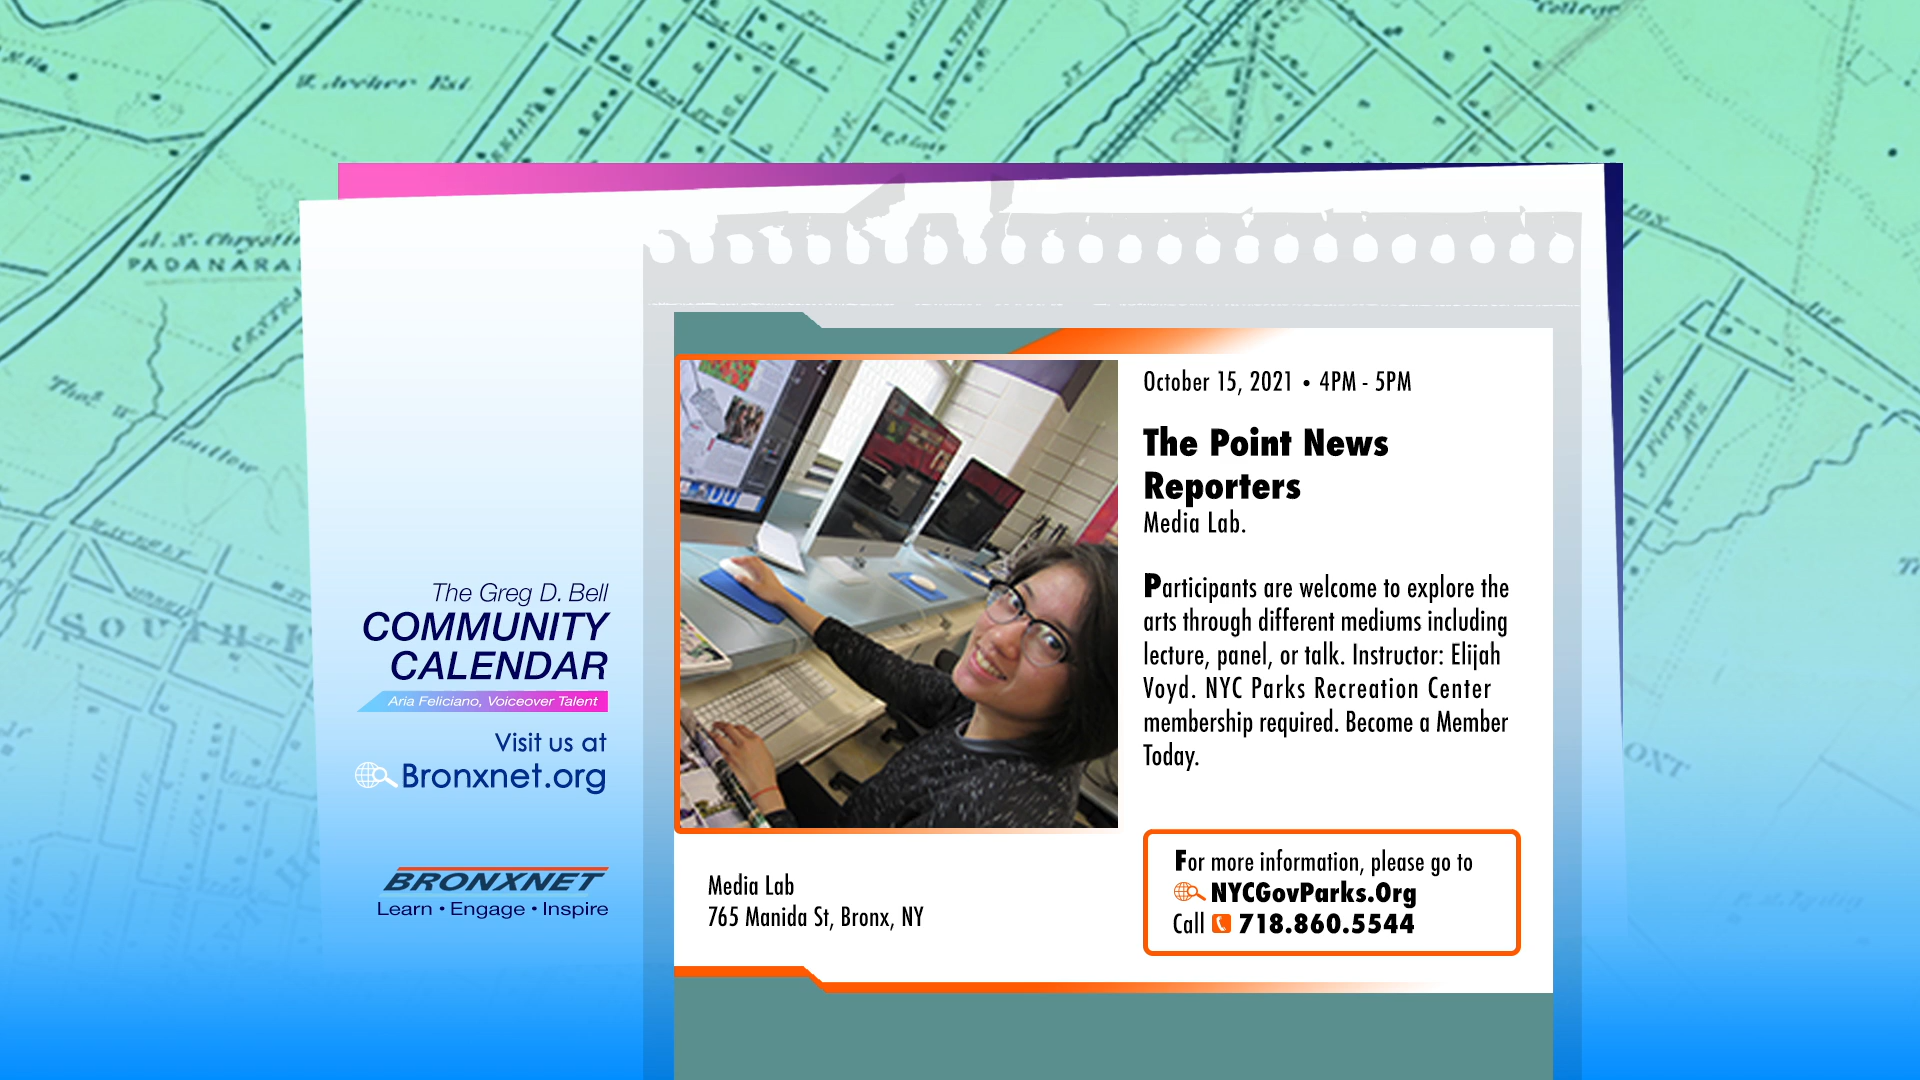 The Greg D. Bell
COMMUNITY
CALENDAR
Aria Feliciano, Voiceover Talent
Visit us at
Bronxnet.org
BRONXNET
Learn • Engage • Inspire
October 15, 2021 • 4PM - 5PM
The Point News
Reporters
Media Lab.
Participants are welcome to explore the
arts through different mediums including
lecture, panel, or talk. Instructor: Elijah
Voyd. NYC Parks Recreation Center
membership required. Become a Member
Today.
Media Lab
765 Manida St, Bronx, NY
For more information, please go to
NYCGovParks.Org
Call 718.860.5544
College
PADANARA